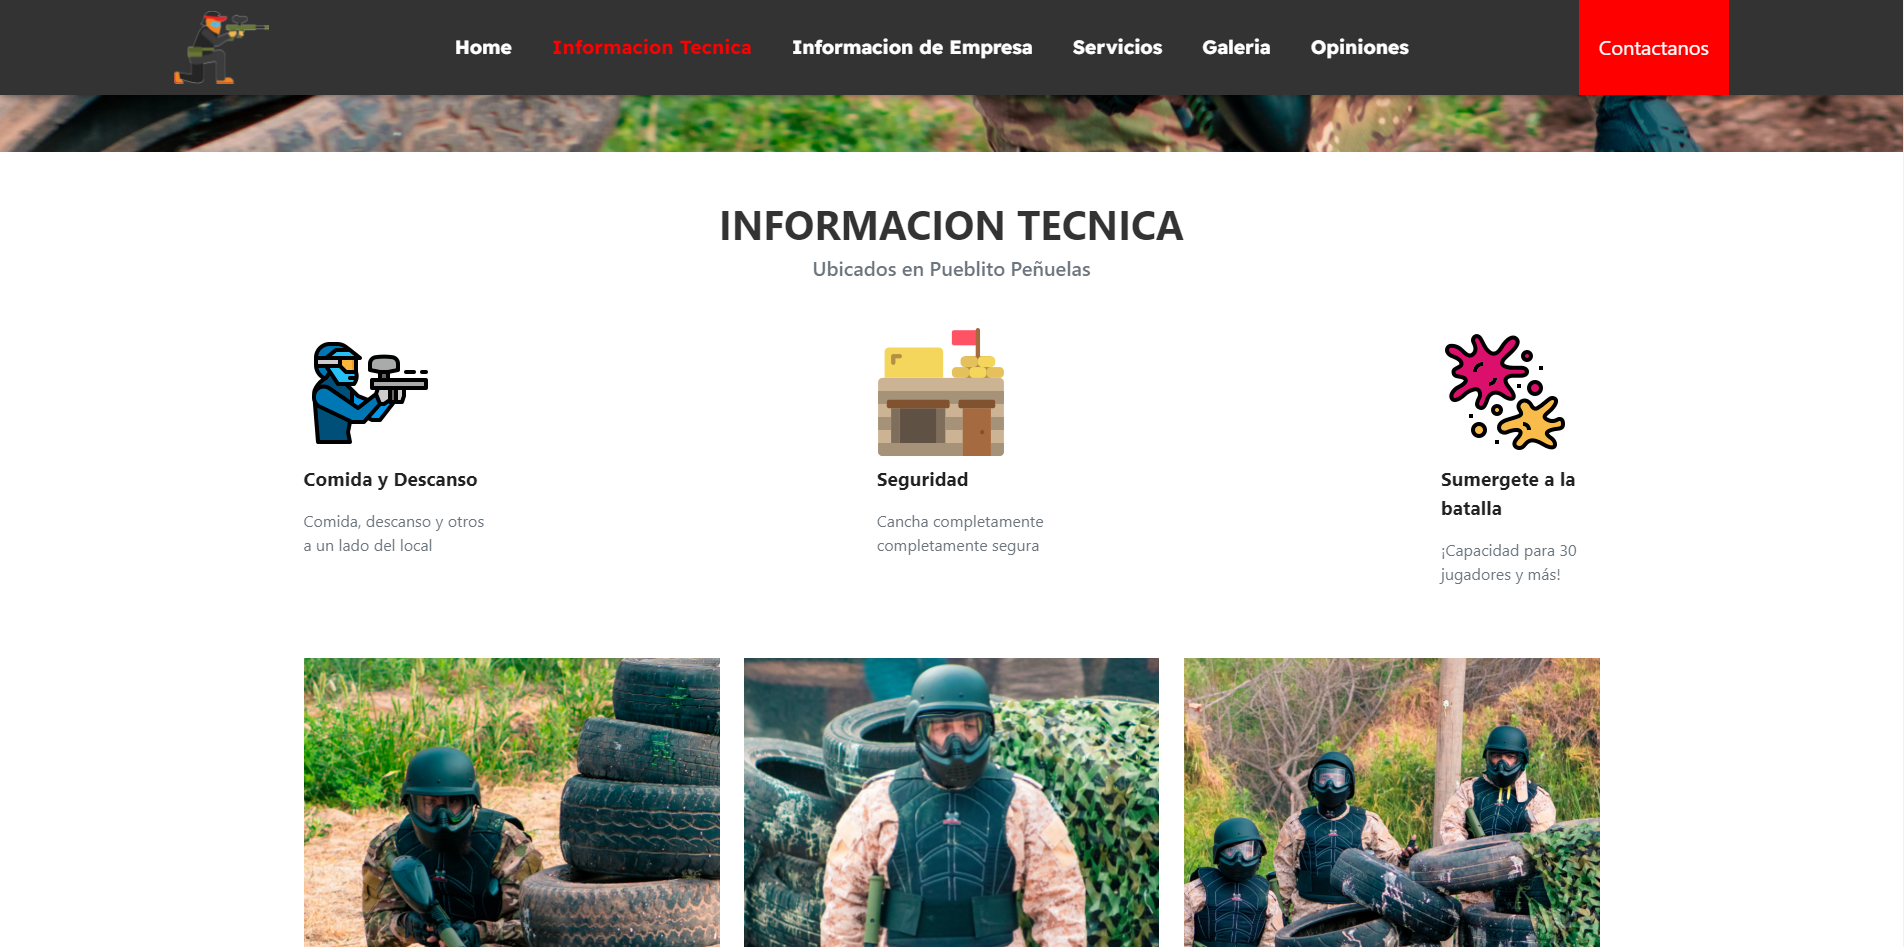 Home
Informacion Tecnica
Informacion de Empresa
Servicios
Galeria
Opiniones
Contactanos
INFORMACION TECNICA
Ubicados en Pueblito Peñuelas
Comida y Descanso
Comida, descanso y otros
a un lado del local
Seguridad
Cancha completamente
completamente segura
Sumergete a la
batalla
¡Capacidad para 30
jugadores y más!